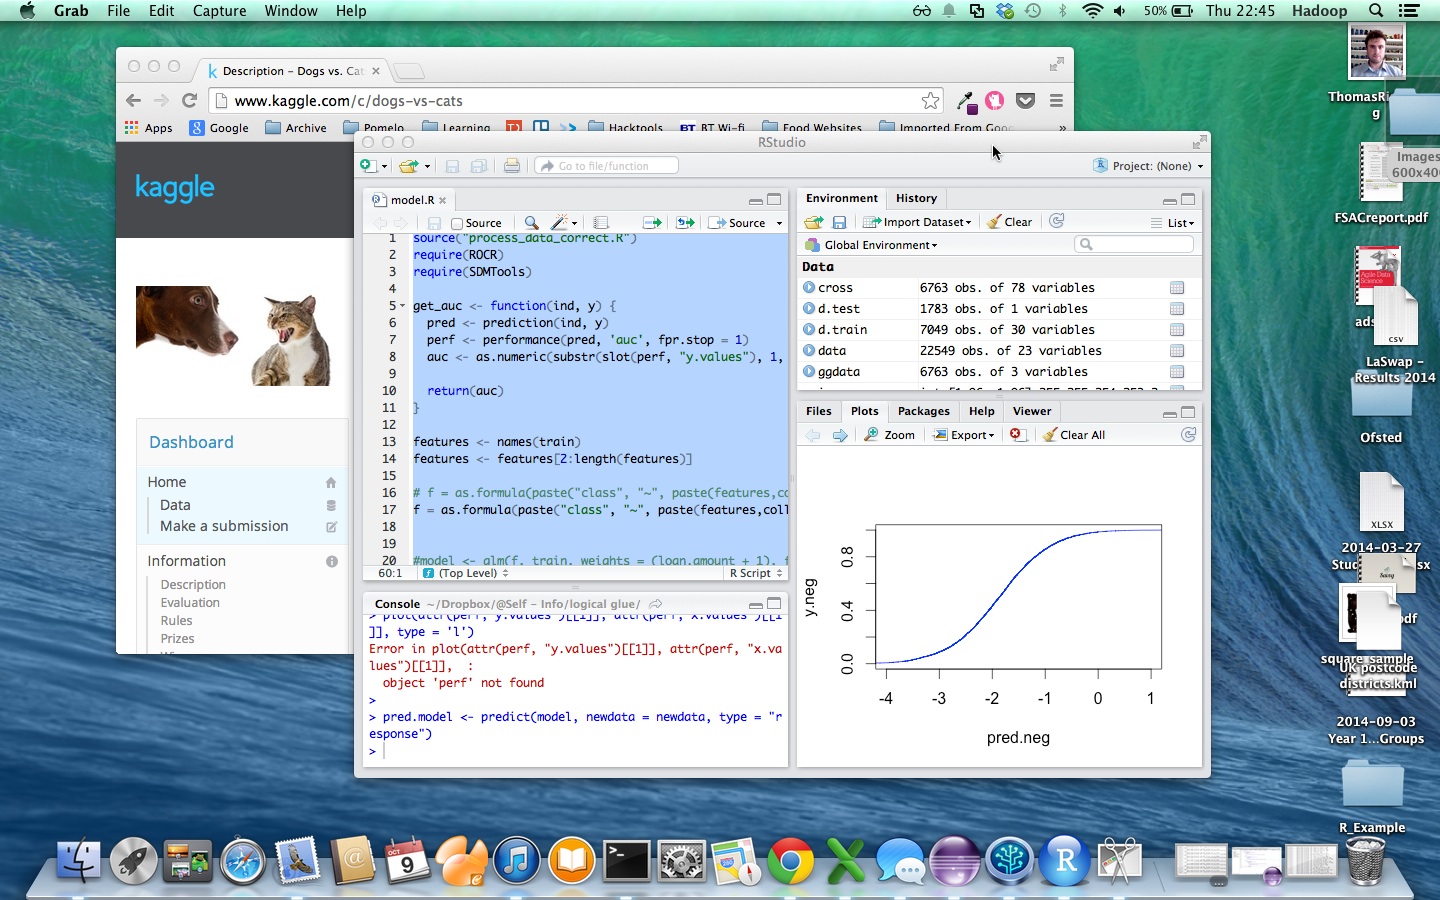 Grab File Edit Capture Window Help
50% Thu 22:45 Hadoop
Description – Dogs vs. Cat
www.kaggle.com/c/dogs-vs-cats
Apps Google Archive Pomelo Learning Hacktools BT Wi-fi Food Websites Imported From Goo »
kaggle
Dashboard
Home
Data
Make a submission
Information
Description
Evaluation
Rules
Prizes
RStudio
Go to file/function
Project: (None)
model.R
Source Source
1 source("process_data_correct.R")
2 require(ROCR)
3 require(SDMTools)
4
5 get_auc <- function(ind, y) {
6 pred <- prediction(ind, y)
7 perf <- performance(pred, 'auc', fpr.stop = 1)
8 auc <- as.numeric(substr(slot(perf, "y.values"), 1,
9
10 return(auc)
11 }
12
13 features <- names(train)
14 features <- features[2:length(features)]
15
16 # f = as.formula(paste("class", "~", paste(features,co
17 f = as.formula(paste("class", "~", paste(features,coll
18
19
20 #model <- glm(f, train, weights = (loan.amount + 1), f
60:1 (Top Level) R Script
Console ~/Dropbox/@Self - Info/logical glue/
> plot(attr(perf, "y.values")[[1]], attr(perf, "x.values")[[1
]], type = 'l')
Error in plot(attr(perf, "y.values")[[1]], attr(perf, "x.va
lues")[[1]], :
object 'perf' not found
>
> pred.model <- predict(model, newdata = newdata, type = "r
esponse")
>
Environment History
Import Dataset Clear List
Global Environment
Data
cross 6763 obs. of 78 variables
d.test 1783 obs. of 1 variables
d.train 7049 obs. of 30 variables
data 22549 obs. of 23 variables
ggdata 6763 obs. of 3 variables
Files Plots Packages Help Viewer
Zoom Export Clear All
y.neg
0.8
0.4
0.0
-4 -3 -2 -1 0 1
pred.neg
ThomasRi
g
Images
600x400
FSACreport.pdf
Agile Data
Science
ads
CSV
LaSwap –
Results 2014
Ofsted
XLSX
2014-03-27
Stud sx
pdf
square_sample
UK postcode
districts.kml
2014-09-03
Year 1...Groups
R_Example
OCT
9